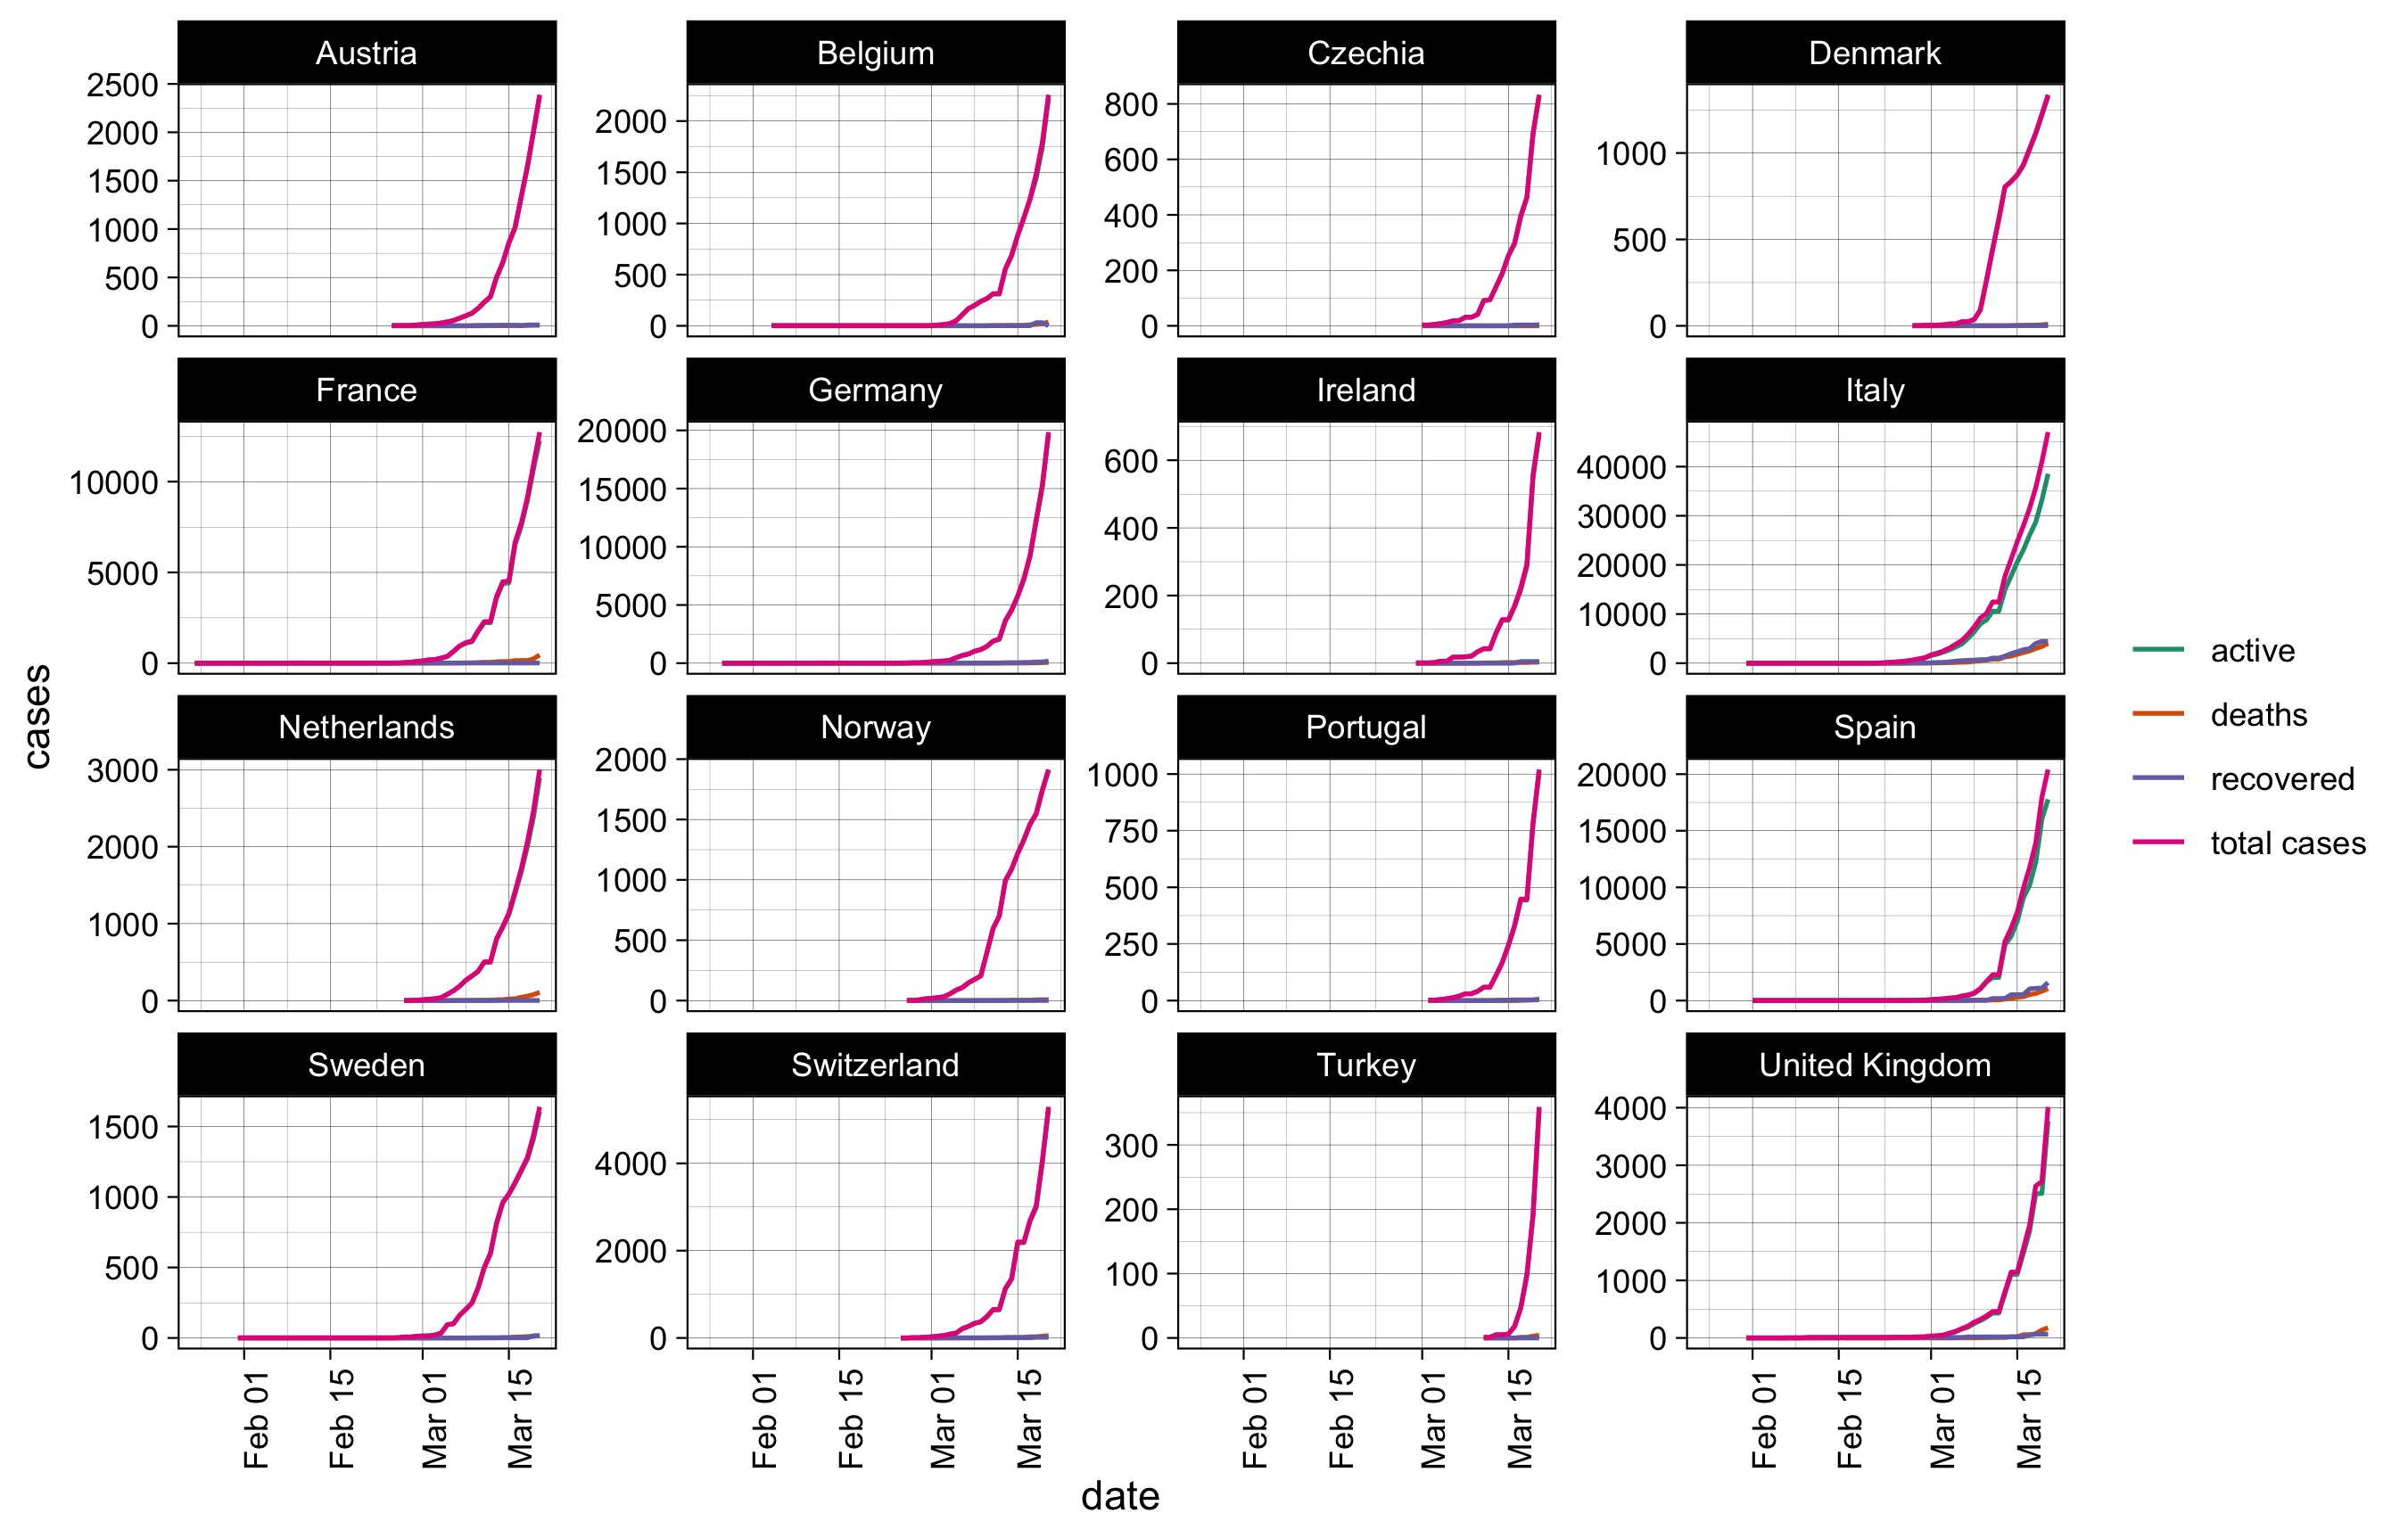 Austria
Belgium
Czechia
Denmark
2500
2000
1500
1000
500
0
2000
1500
1000
500
0
800
600
400
200
0
1000
500
0
France
Germany
Ireland
Italy
10000
5000
0
20000
15000
10000
5000
0
600
400
200
0
40000
30000
20000
10000
0
Netherlands
Norway
Portugal
Spain
3000
2000
1000
0
2000
1500
1000
500
0
1000
750
500
250
0
20000
15000
10000
5000
0
Sweden
Switzerland
Turkey
United Kingdom
1500
1000
500
0
4000
2000
0
300
200
100
0
4000
3000
2000
1000
0
Feb 01
Feb 15
Mar 01
Mar 15
Feb 01
Feb 15
Mar 01
Mar 15
Feb 01
Feb 15
Mar 01
Mar 15
Feb 01
Feb 15
Mar 01
Mar 15
date
cases
active
deaths
recovered
total cases